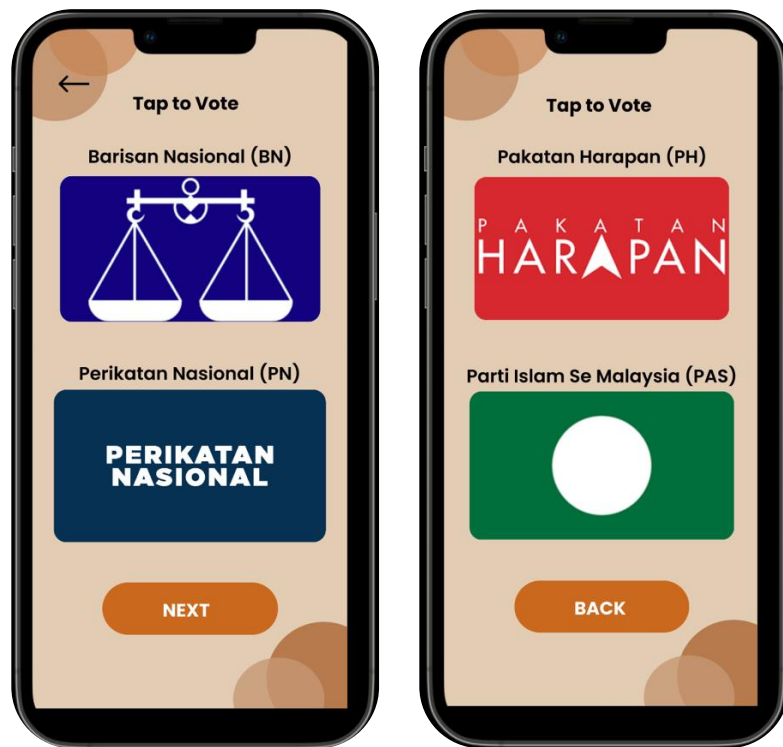 Tap to Vote
Barisan Nasional (BN)
Perikatan Nasional (PN)
PERIKATAN
NASIONAL
NEXT
Tap to Vote
Pakatan Harapan (PH)
PAKATAN
HARAPAN
Parti Islam Se Malaysia (PAS)
BACK